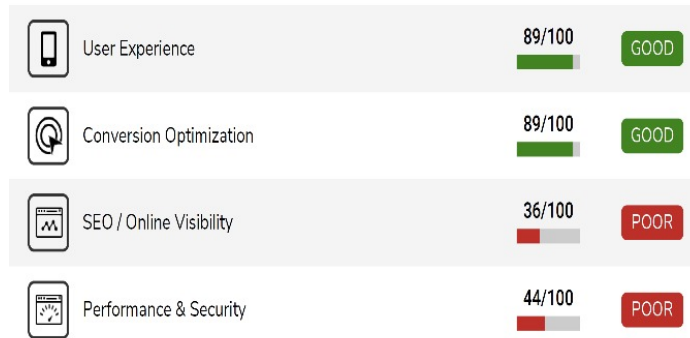 User Experience
89/100
GOOD
Conversion Optimization
89/100
GOOD
SEO / Online Visibility
36/100
POOR
Performance & Security
44/100
POOR